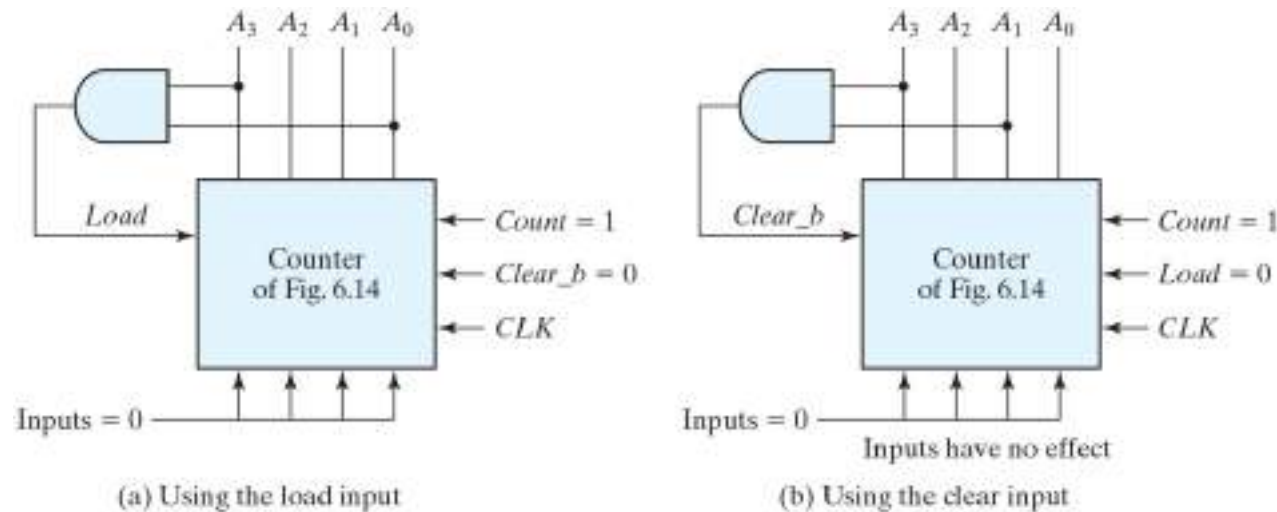 A3 A2 A1 A0
Load
Counter
of Fig. 6.14
Count = 1
Clear_b = 0
CLK
Inputs = 0
(a) Using the load input
A3 A2 A1 A0
Clear_b
Counter
of Fig. 6.14
Count = 1
Load = 0
CLK
Inputs = 0
Inputs have no effect
(b) Using the clear input